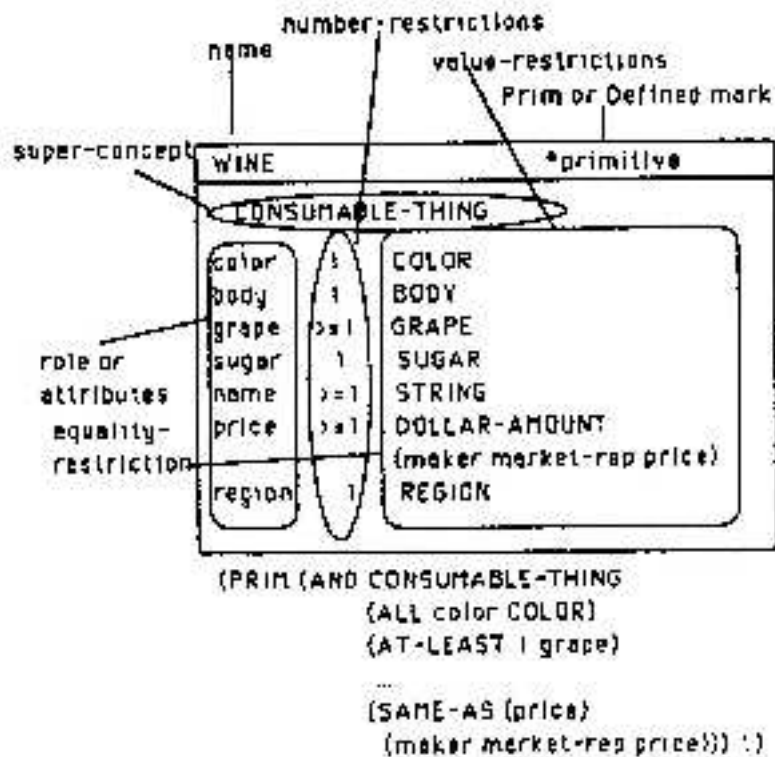 number-restrictions
name
value-restrictions
Prim or Defined mark
super-concept
WINE *primitive
CONSUMABLE-THING
color 1 COLOR
body 1 BODY
grape >=1 GRAPE
sugar 1 SUGAR
name >=1 STRING
price >=1 DOLLAR-AMOUNT
(maker market-rep price)
region 1 REGION
role or
attributes
equality-
restriction
(PRIM (AND CONSUMABLE-THING
(ALL color COLOR)
(AT-LEAST 1 grape)
...
(SAME-AS (price)
(maker market-rep price)))